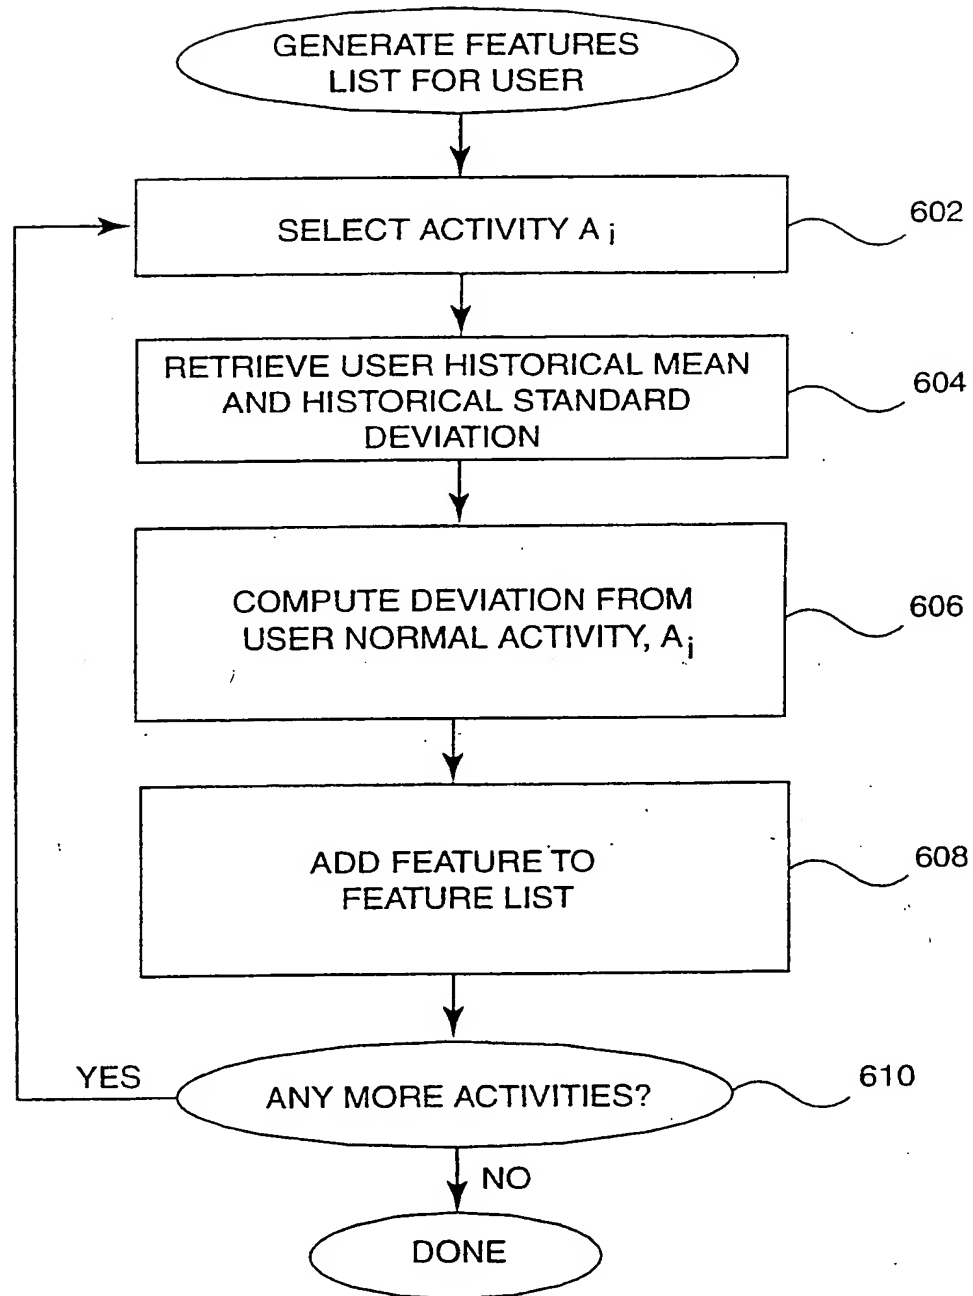 GENERATE FEATURES
LIST FOR USER
SELECT ACTIVITY A i
602
RETRIEVE USER HISTORICAL MEAN
AND HISTORICAL STANDARD
DEVIATION
604
COMPUTE DEVIATION FROM
USER NORMAL ACTIVITY, A i
606
ADD FEATURE TO
FEATURE LIST
608
YES
ANY MORE ACTIVITIES?
610
NO
DONE